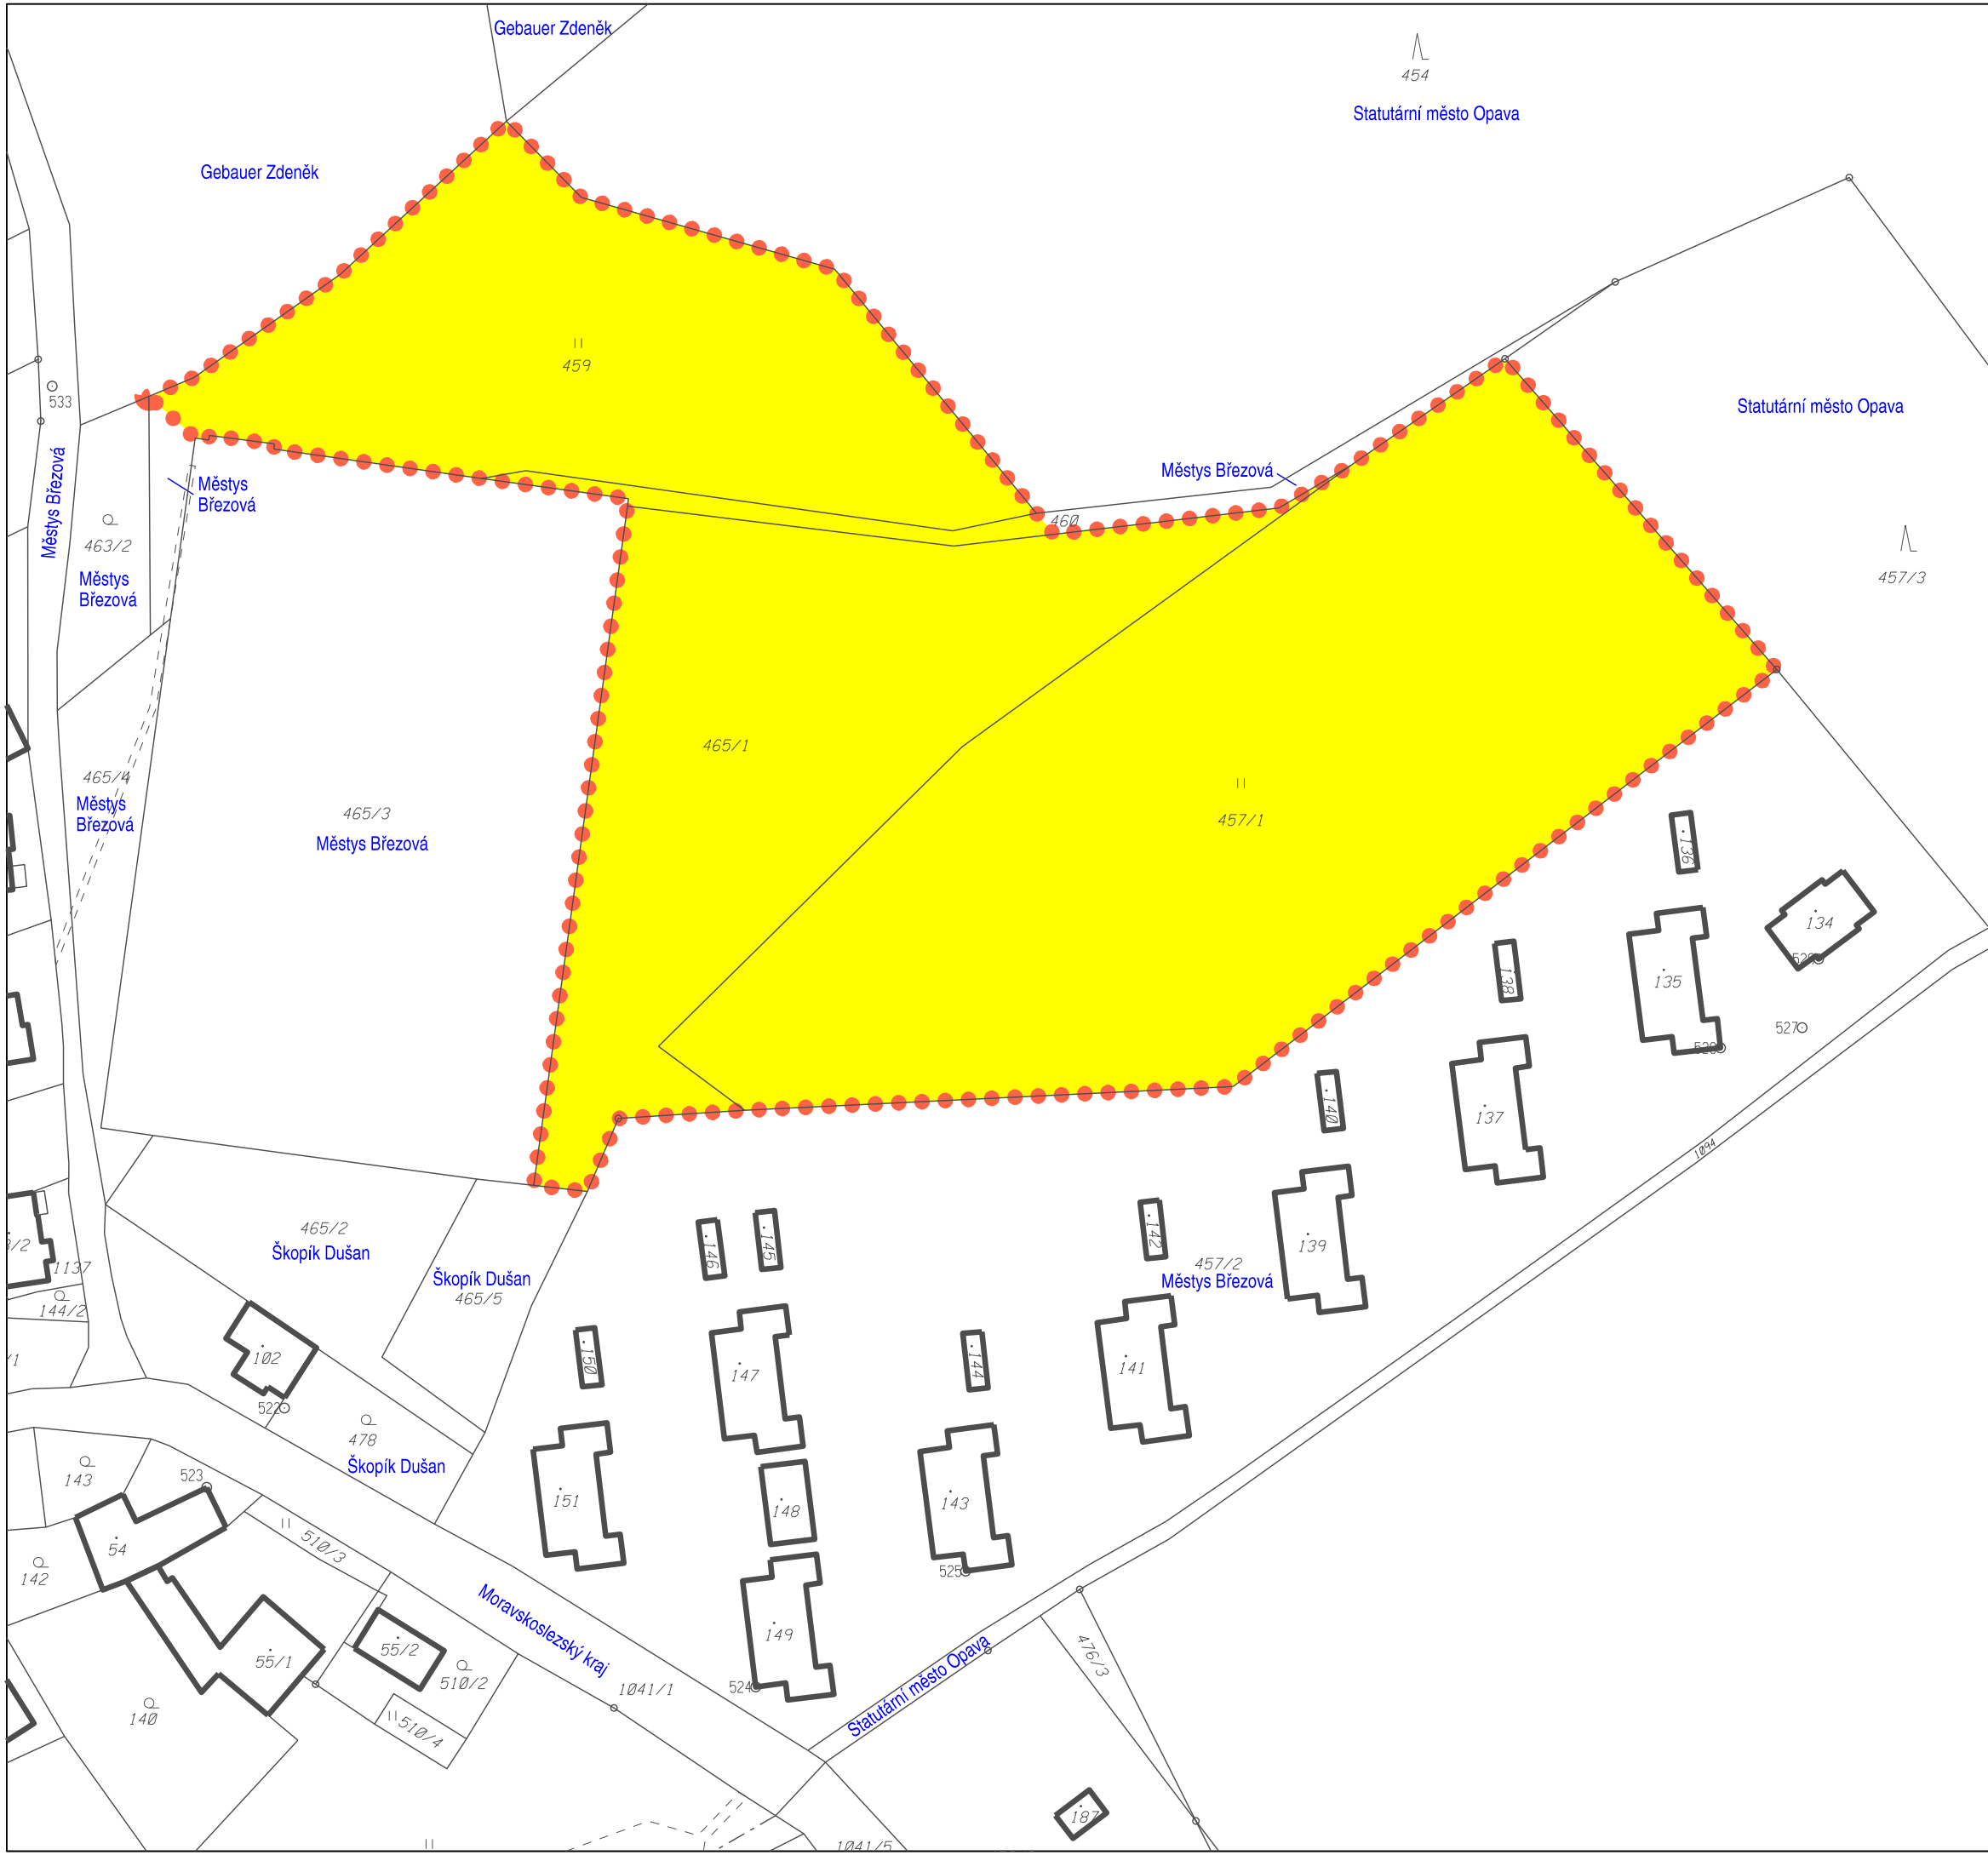 Gebauer Zdeněk
454
Statutární město Opava
Gebauer Zdeněk
459
533
Statutární město Opava
Městys Březová
Městys
Březová
Městys Březová
460
463/2
457/3
Městys
Březová
465/1
465/4
Městys
Březová
465/3
Městys Březová
457/1
136
134
135
138
527
137
140
1094
465/2
Škopík Dušan
146
145
142
139
457/2
Městys Březová
Škopík Dušan
465/5
1137
144/2
102
150
147
144
141
522
478
Škopík Dušan
143
523
151
148
143
54
510/3
142
525
Moravskoslezský kraj
149
55/2
55/1
510/2
476/3
Statutární město Opava
524
1041/1
140
510/4
187
1041/5